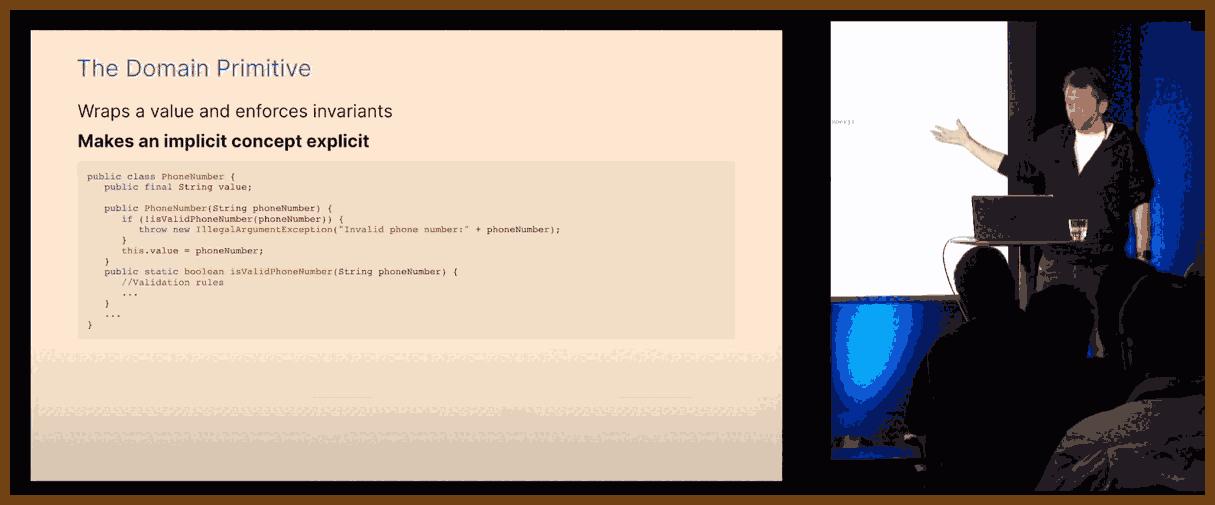 The Domain Primitive
Wraps a value and enforces invariants
Makes an implicit concept explicit
public class PhoneNumber {
public final String value;
public PhoneNumber(String phoneNumber) {
if (!isValidPhoneNumber(phoneNumber)) {
throw new IllegalArgumentException("Invalid phone number:" + phoneNumber);
}
this.value = phoneNumber;
}
public static boolean isValidPhoneNumber(String phoneNumber) {
//Validation rules
...
}
...
}